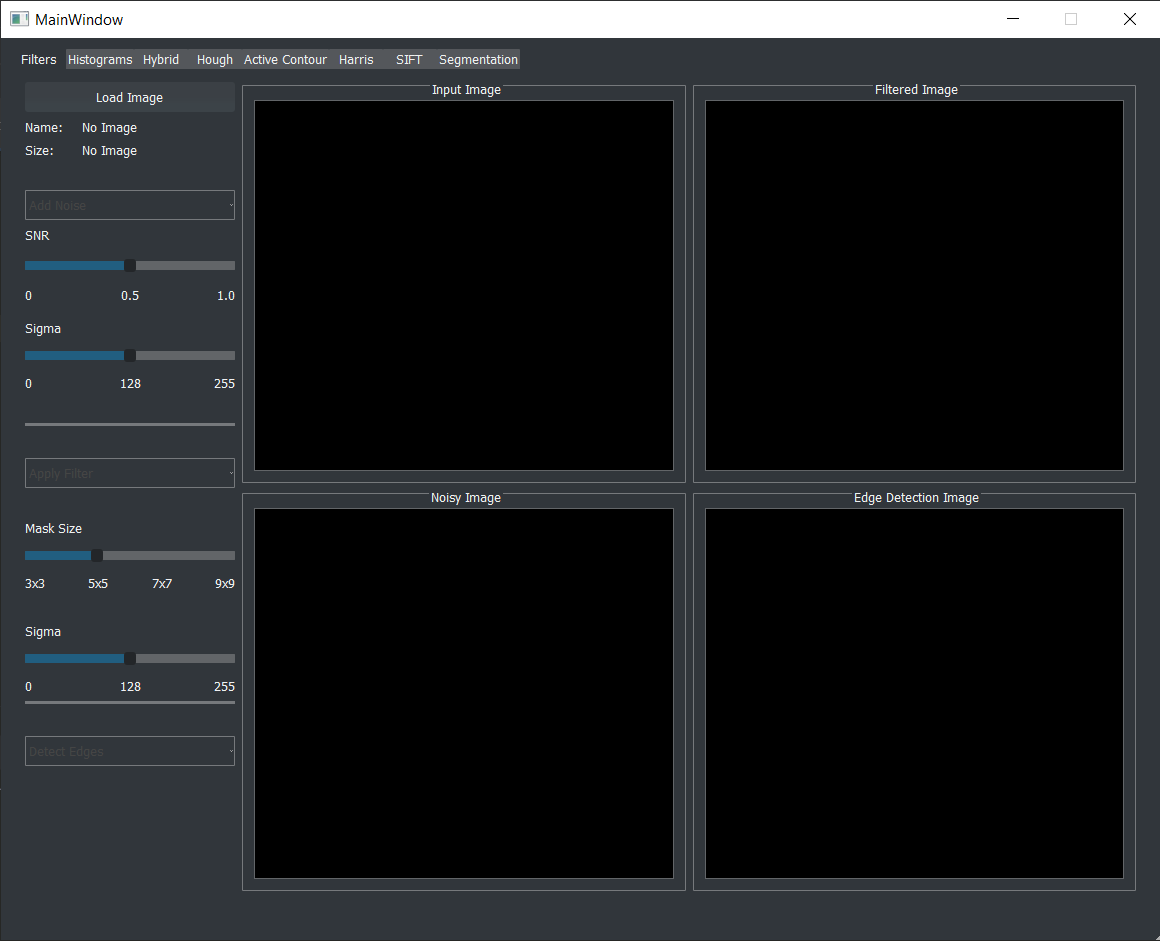 MainWindow
Filters Histograms Hybrid Hough Active Contour Harris SIFT Segmentation
Load Image
Name: No Image
Size: No Image
Add Noise
SNR
0 0.5 1.0
Sigma
0 128 255
Apply Filter
Mask Size
3x3 5x5 7x7 9x9
Sigma
0 128 255
Detect Edges
Input Image
Filtered Image
Noisy Image
Edge Detection Image